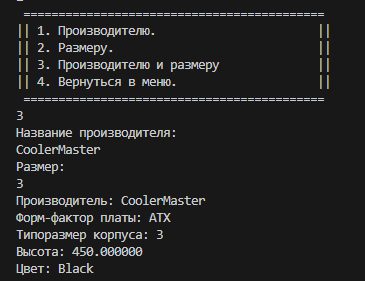 ===========================================
|| 1. Производителю. ||
|| 2. Размеру. ||
|| 3. Производителю и размеру ||
|| 4. Вернуться в меню. ||
===========================================
3
Название производителя:
CoolerMaster
Размер:
3
Производитель: CoolerMaster
Форм-фактор платы: ATX
Типоразмер корпуса: 3
Высота: 450.000000
Цвет: Black